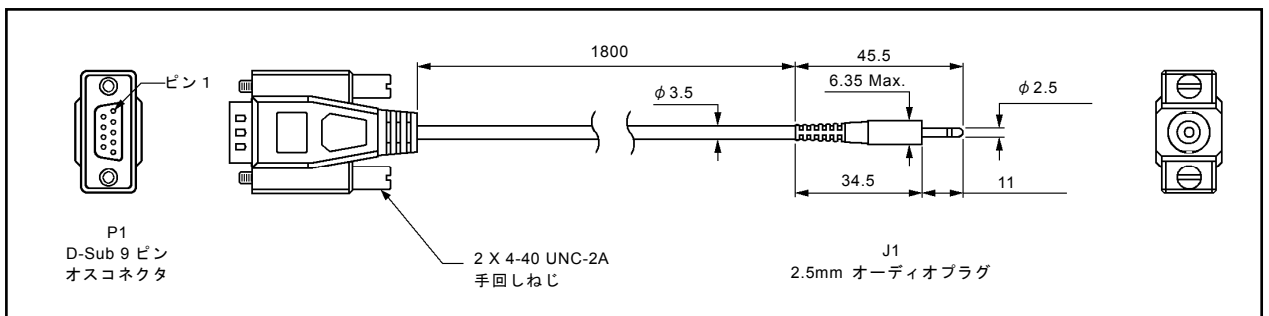 ピン 1
P1
D-Sub 9 ピン
オスコネクタ
1800
45.5
6.35 Max.
φ 3.5
φ 2.5
34.5
11
2 X 4-40 UNC-2A
手回しねじ
J1
2.5mm オーディオプラグ